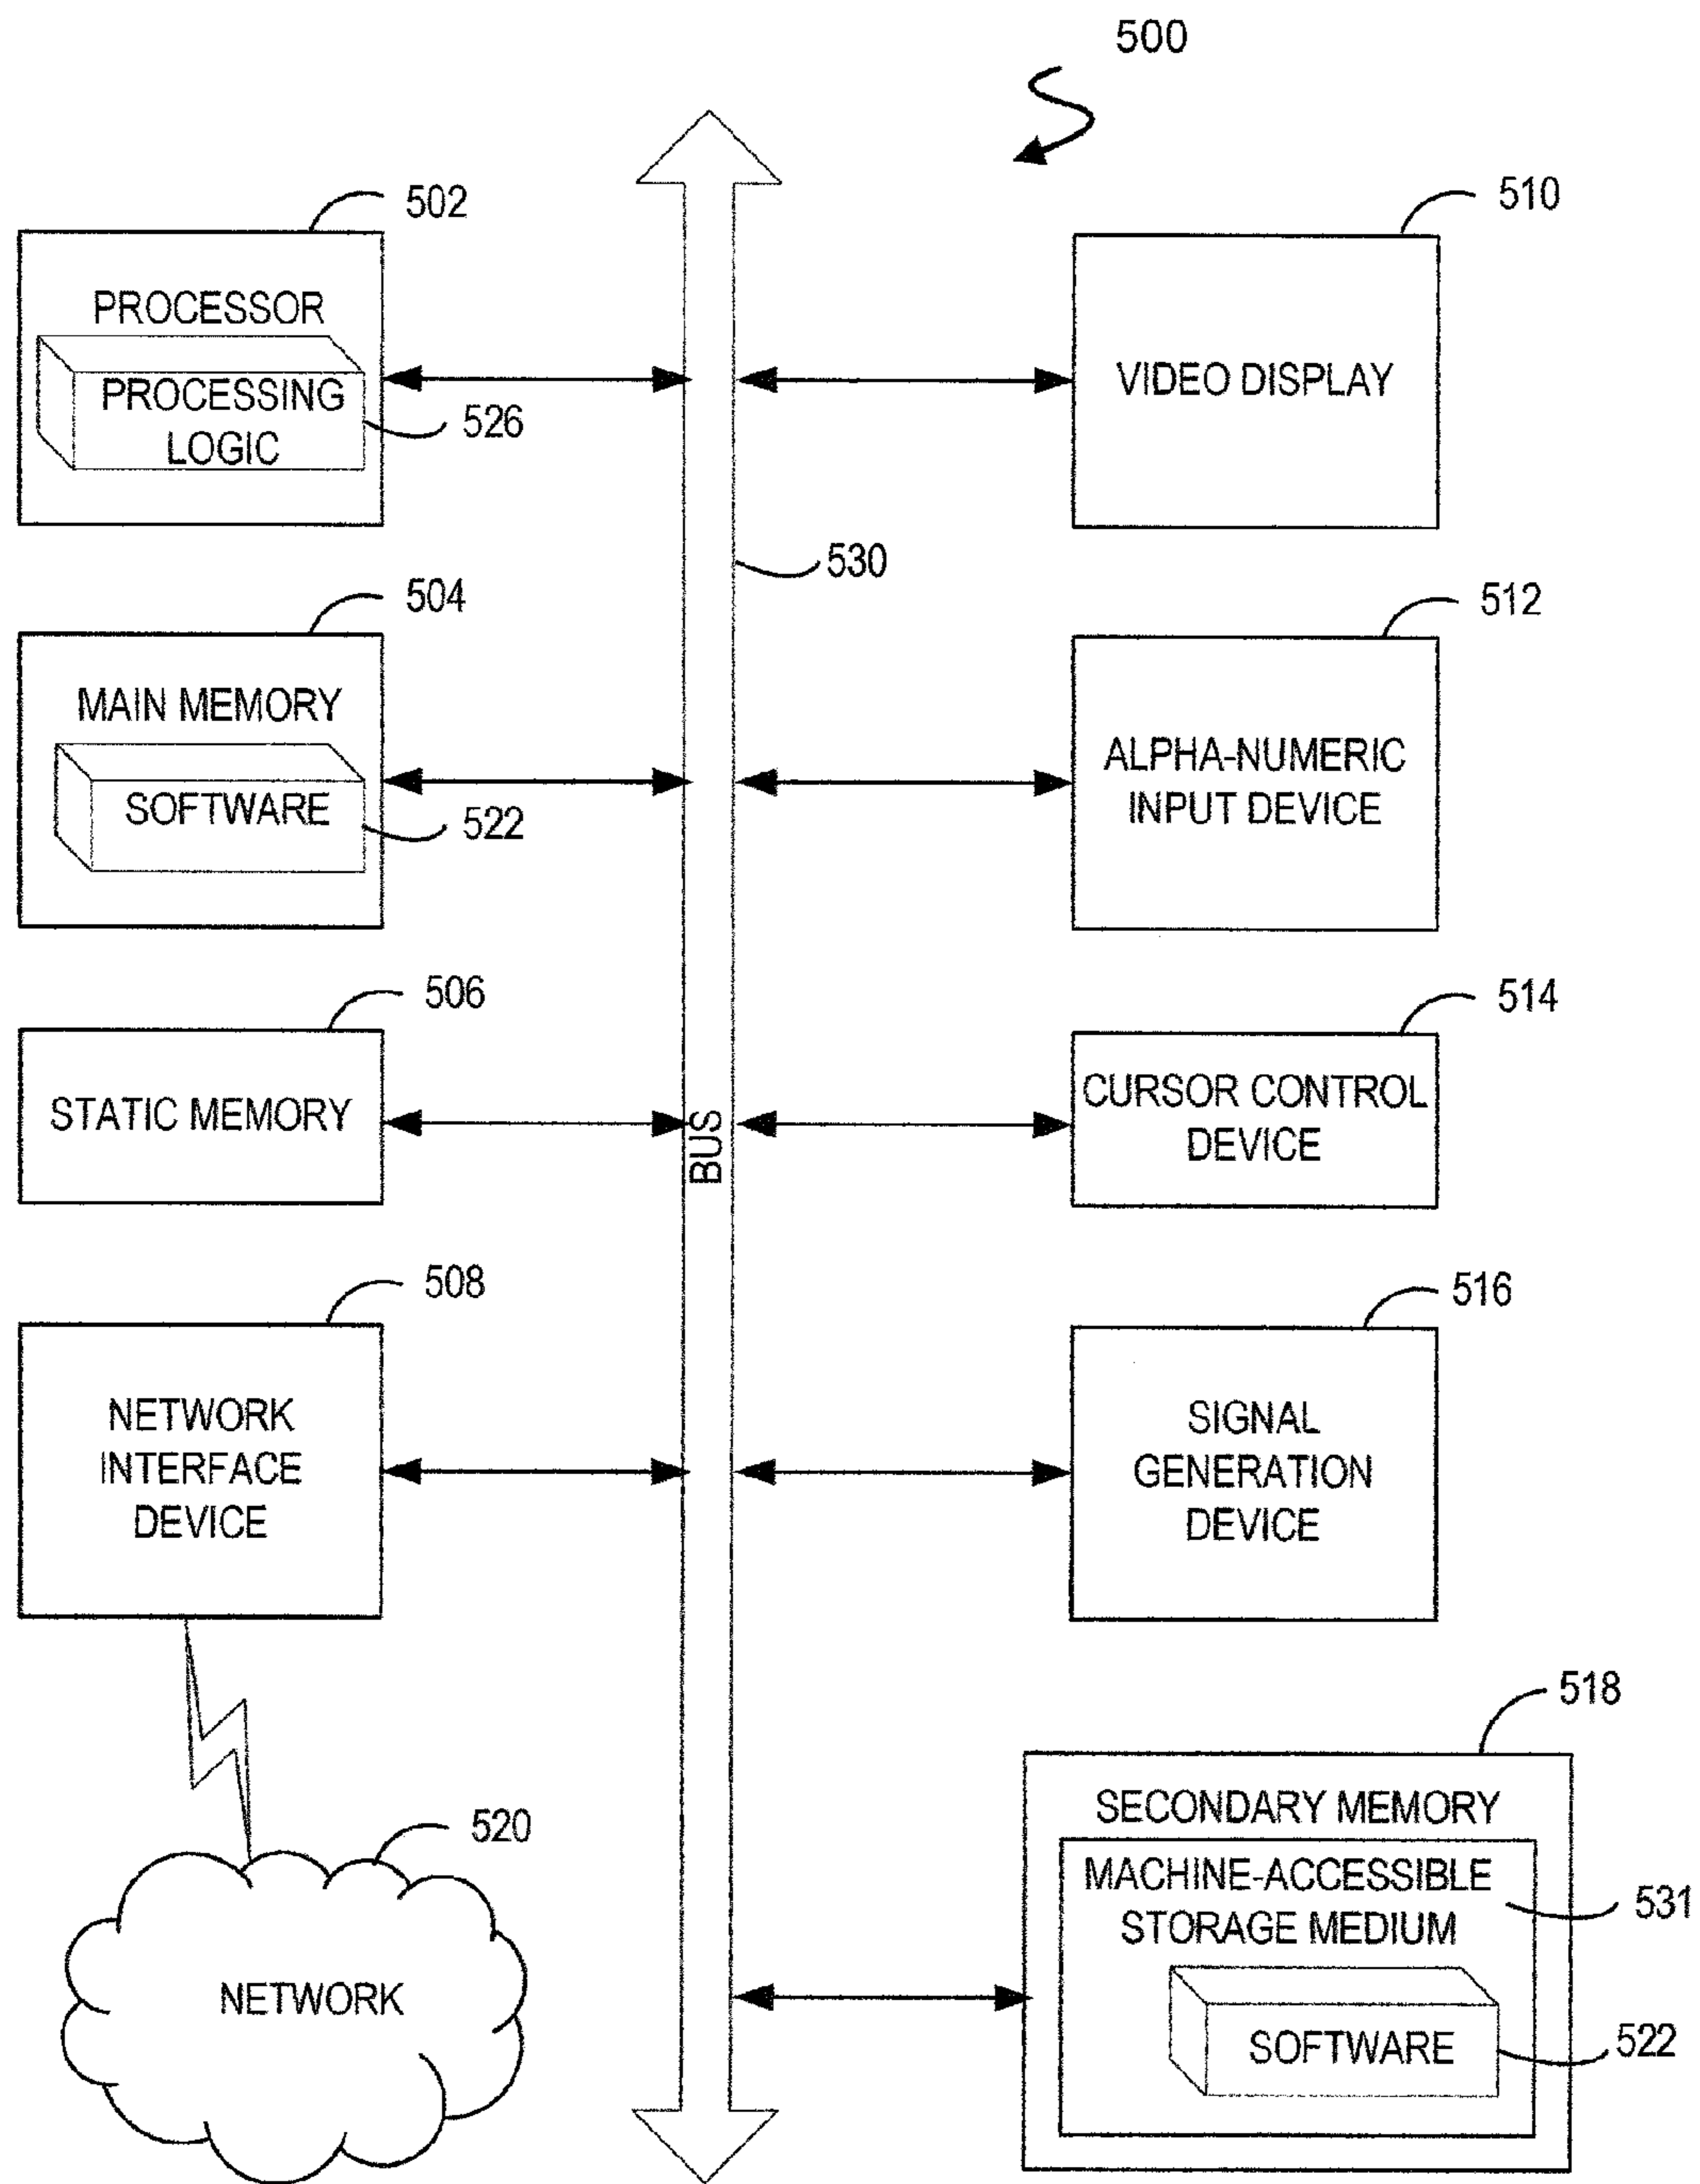 500
502
PROCESSOR
PROCESSING
LOGIC
526
510
VIDEO DISPLAY
530
504
MAIN MEMORY
SOFTWARE
522
512
ALPHA-NUMERIC
INPUT DEVICE
506
STATIC MEMORY
BUS
514
CURSOR CONTROL
DEVICE
508
NETWORK
INTERFACE
DEVICE
516
SIGNAL
GENERATION
DEVICE
520
NETWORK
518
SECONDARY MEMORY
MACHINE-ACCESSIBLE
STORAGE MEDIUM
531
SOFTWARE
522